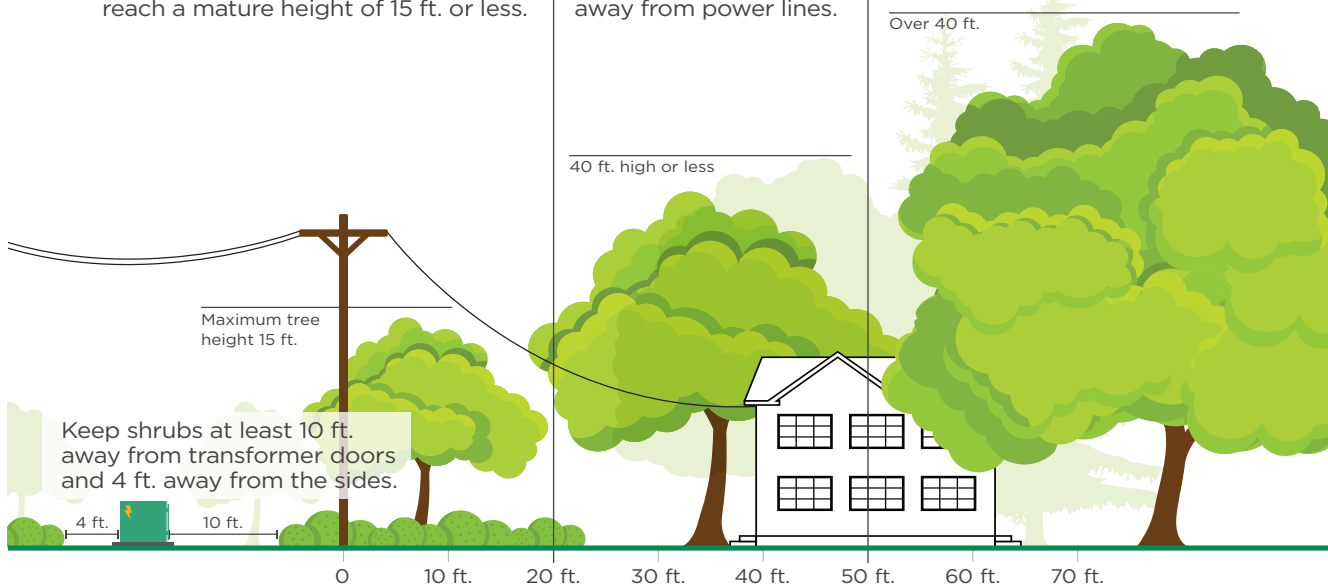 reach a mature height of 15 ft. or less.
away from power lines.
Over 40 ft.
40 ft. high or less
Maximum tree
height 15 ft.
Keep shrubs at least 10 ft.
away from transformer doors
and 4 ft. away from the sides.
4 ft.
10 ft.
0
10 ft.
20 ft.
30 ft.
40 ft.
50 ft.
60 ft.
70 ft.